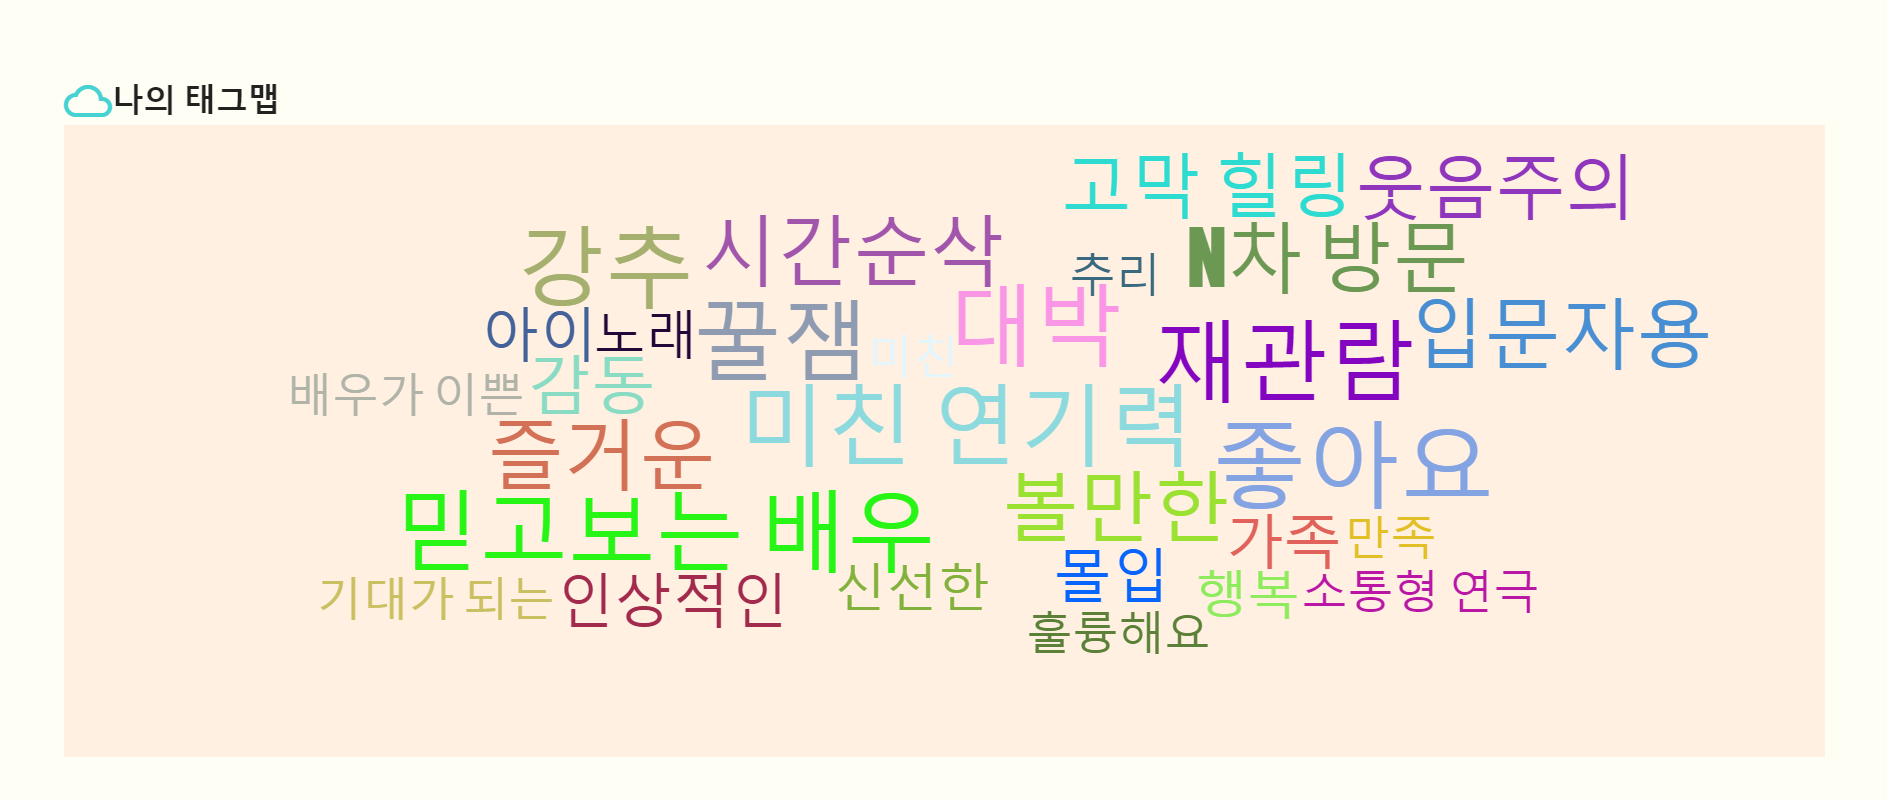 나의 태그맵
고막 힐링
웃음주의
강추
시간순삭
추리
N차 방문
아이
노래
꿀잼
미친
대박
재관람
입문자용
배우가 이쁜
감동
미친 연기력
즐거운
좋아요
믿고보는 배우
볼만한
가족
만족
기대가 되는
인상적인
신선한
몰입
행복
소통형 연극
훌륭해요